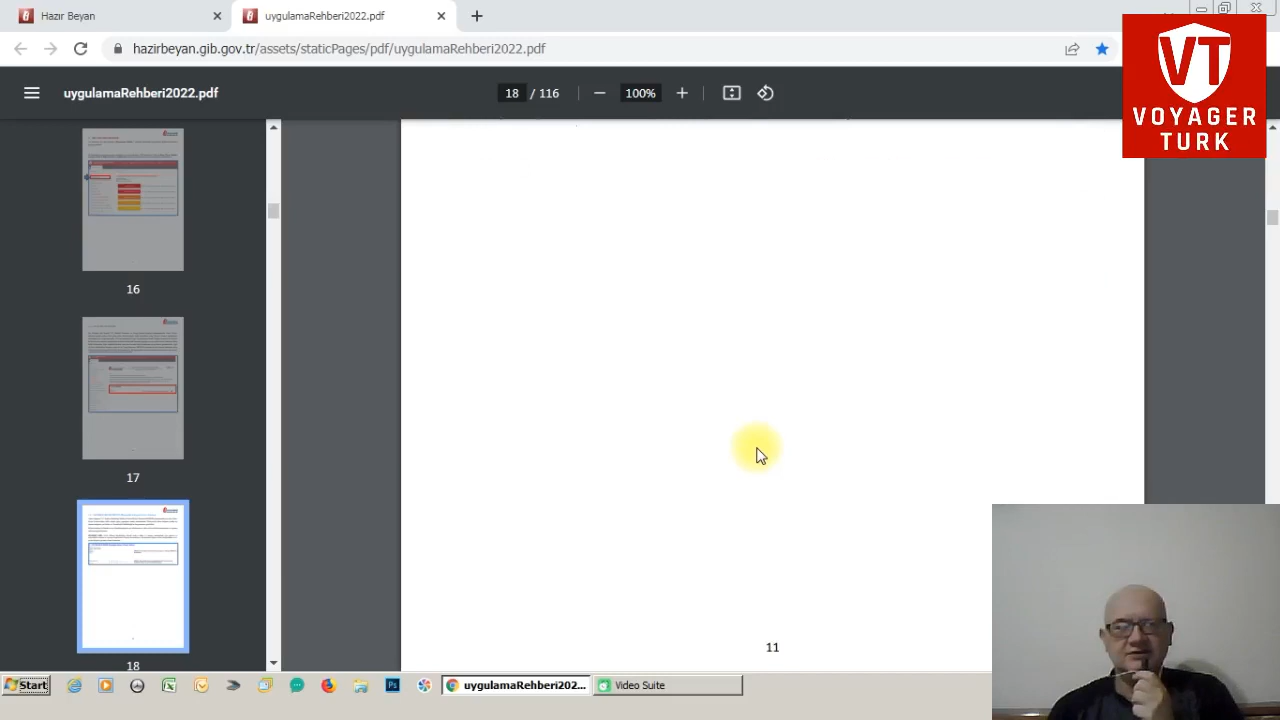 Hazır Beyan
uygulamaRehberi2022.pdf
hazirbeyan.gib.gov.tr/assets/staticPages/pdf/uygulamaRehberi2022.pdf
uygulamaRehberi2022.pdf
18 / 116
100%
VT
VOYAGER
TURK
16
17
18
11
Start
uygulamaRehberi202...
Video Suite